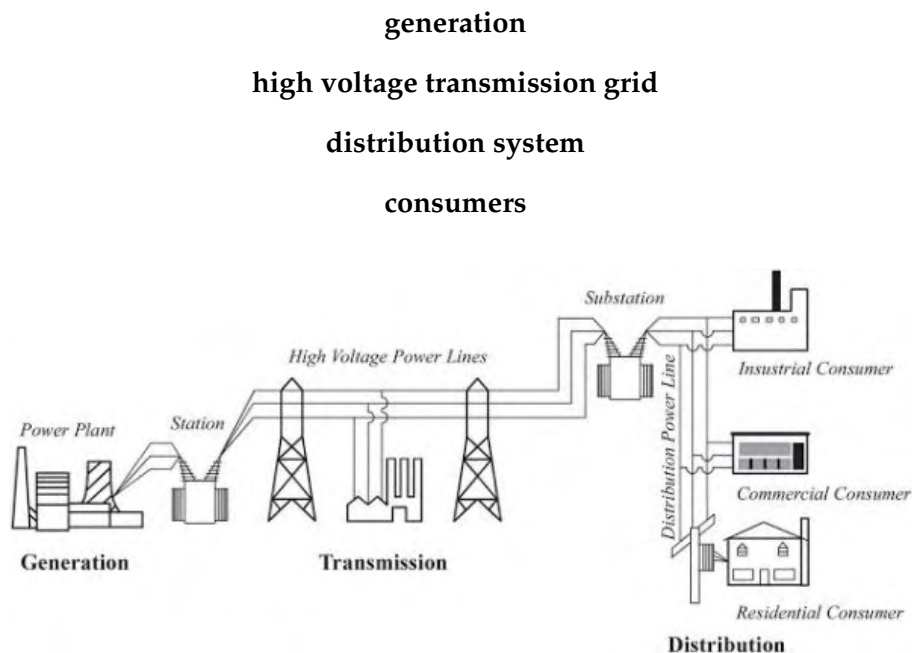 generation
high voltage transmission grid
distribution system
consumers
Substation
High Voltage Power Lines
Insustrial Consumer
Station
Power Plant
Distribution Power Line
Commercial Consumer
Generation
Transmission
Residential Consumer
Distribution